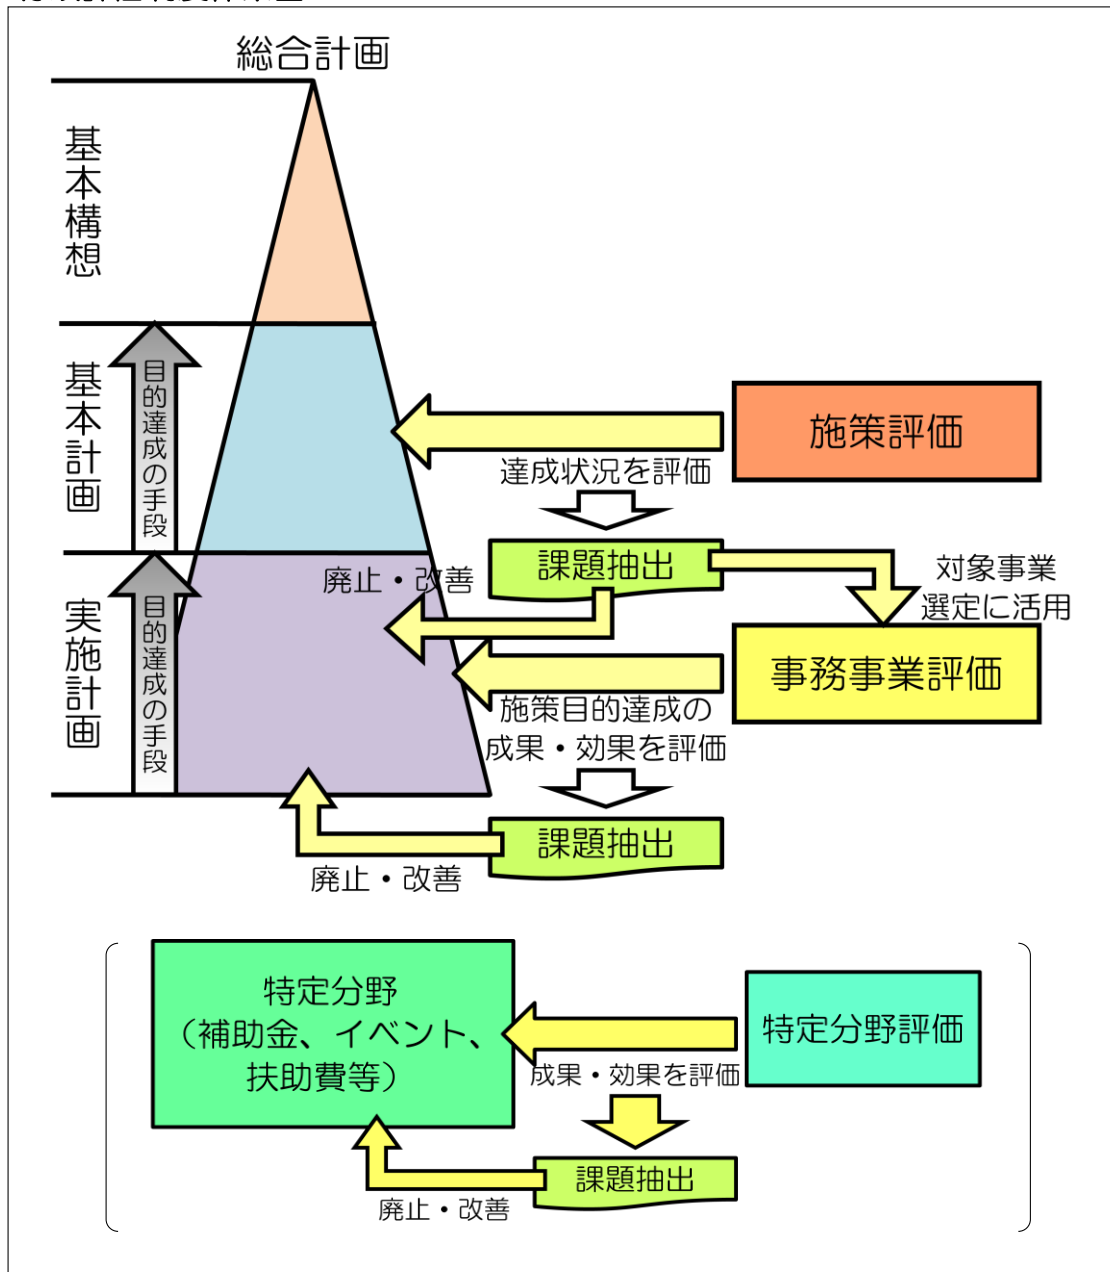 総合計画
基本構想
基本計画
目的達成の手段
施策評価
達成状況を評価
課題抽出
対象事業
選定に活用
廃止・改善
実施計画
目的達成の手段
事務事業評価
施策目的達成の
成果・効果を評価
課題抽出
廃止・改善
特定分野
（補助金、イベント、
扶助費等）
特定分野評価
成果・効果を評価
課題抽出
廃止・改善